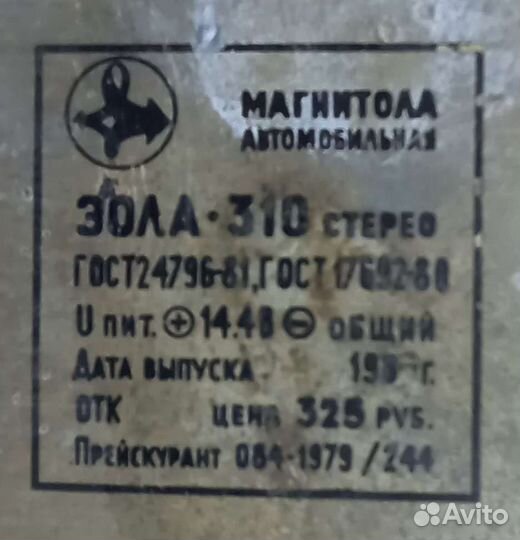 МАГНИТОЛА
АВТОМОБИЛЬНАЯ
ЭОЛА·310 СТЕРЕО
ГОСТ24796-81, ГОСТ 17692-80
U пит. ⊕ 14.4В ⊖ ОБЩИЙ
ДАТА ВЫПУСКА г.
ОТК ЦЕНА 325 РУБ.
ПРЕЙСКУРАНТ 084-1979/244
Avito